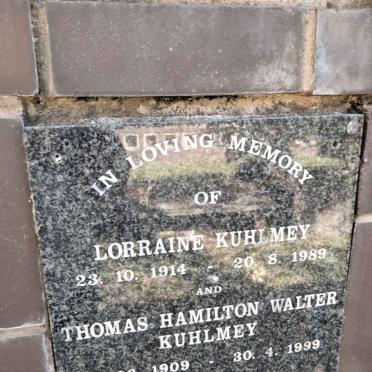 IN LOVING MEMORY
OF
LORRAINE KUHLMEY
23. 10. 1914 - 20. 8. 1989
AND
THOMAS HAMILTON WALTER
KUHLMEY
1909 - 30. 4. 1999